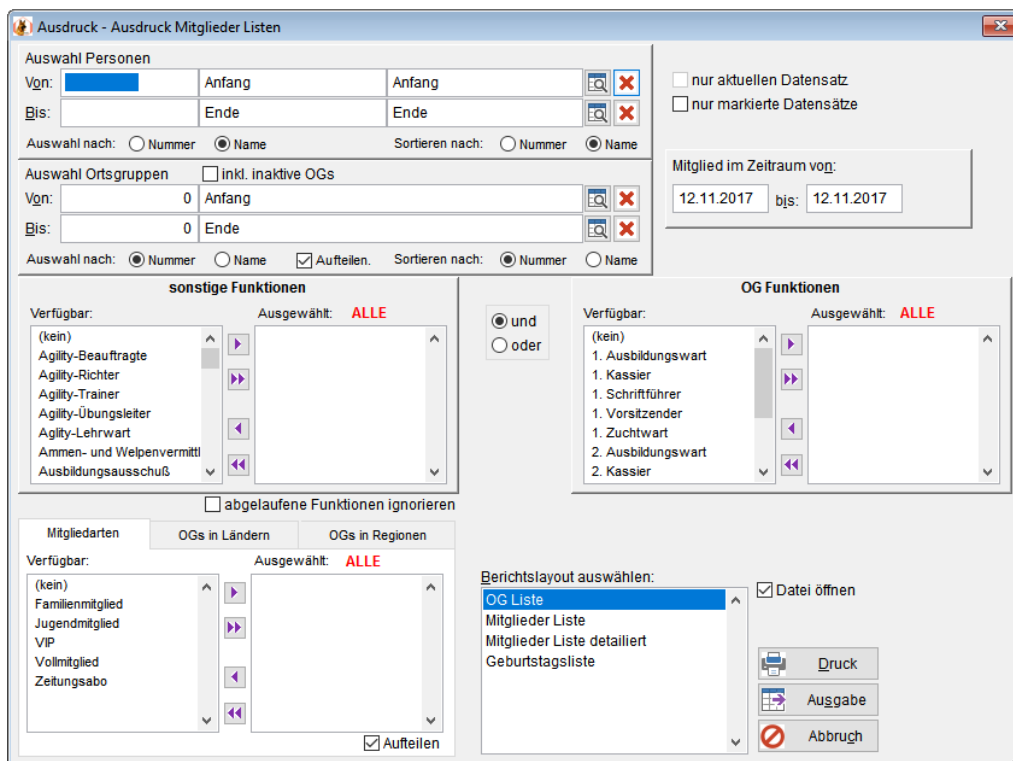 Ausdruck - Ausdruck Mitglieder Listen
Auswahl Personen
Von: Anfang Anfang
Bis: Ende Ende
Auswahl nach: Nummer Name Sortieren nach: Nummer Name
nur aktuellen Datensatz
nur markierte Datensätze
Auswahl Ortsgruppen inkl. inaktive OGs
Von: 0 Anfang
Bis: 0 Ende
Auswahl nach: Nummer Name Aufteilen. Sortieren nach: Nummer Name
Mitglied im Zeitraum von:
12.11.2017 bis: 12.11.2017
sonstige Funktionen
Verfügbar: Ausgewählt: ALLE
(kein)
Agility-Beauftragte
Agility-Richter
Agility-Trainer
Agility-Übungsleiter
Aglity-Lehrwart
Ammen- und Welpenvermittl
Ausbildungsausschuß
und
oder
OG Funktionen
Verfügbar: Ausgewählt: ALLE
(kein)
1. Ausbildungswart
1. Kassier
1. Schriftführer
1. Vorsitzender
1. Zuchtwart
2. Ausbildungswart
2. Kassier
abgelaufene Funktionen ignorieren
Mitgliedarten OGs in Ländern OGs in Regionen
Verfügbar: Ausgewählt: ALLE
(kein)
Familienmitglied
Jugendmitglied
VIP
Vollmitglied
Zeitungsabo
Aufteilen
Berichtslayout auswählen:
OG Liste
Mitglieder Liste
Mitglieder Liste detailiert
Geburtstagsliste
Datei öffnen
Druck
Ausgabe
Abbruch